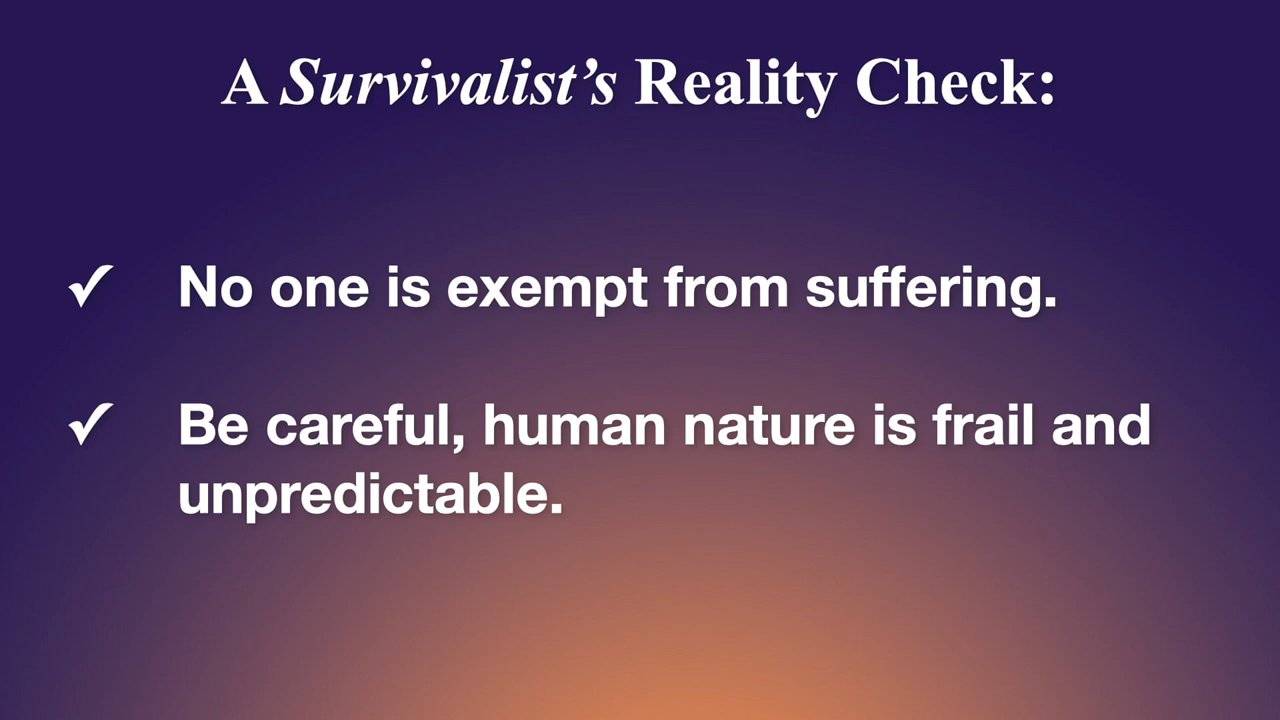 A Survivalist’s Reality Check:
✓ No one is exempt from suffering.
✓ Be careful, human nature is frail and
unpredictable.